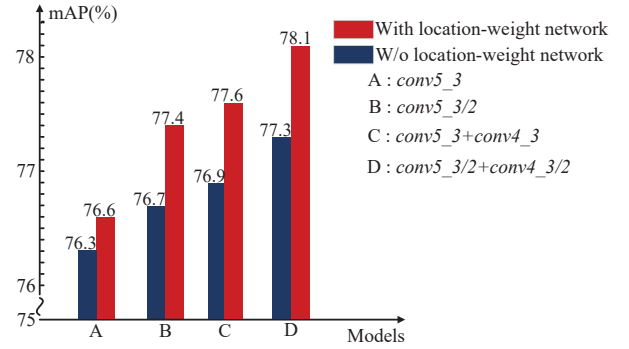 mAP(%)
78
77
76
75
76.3
76.6
76.7
77.4
76.9
77.6
77.3
78.1
A
B
C
D
Models
With location-weight network
W/o location-weight network
A : conv5_3
B : conv5_3/2
C : conv5_3+conv4_3
D : conv5_3/2+conv4_3/2